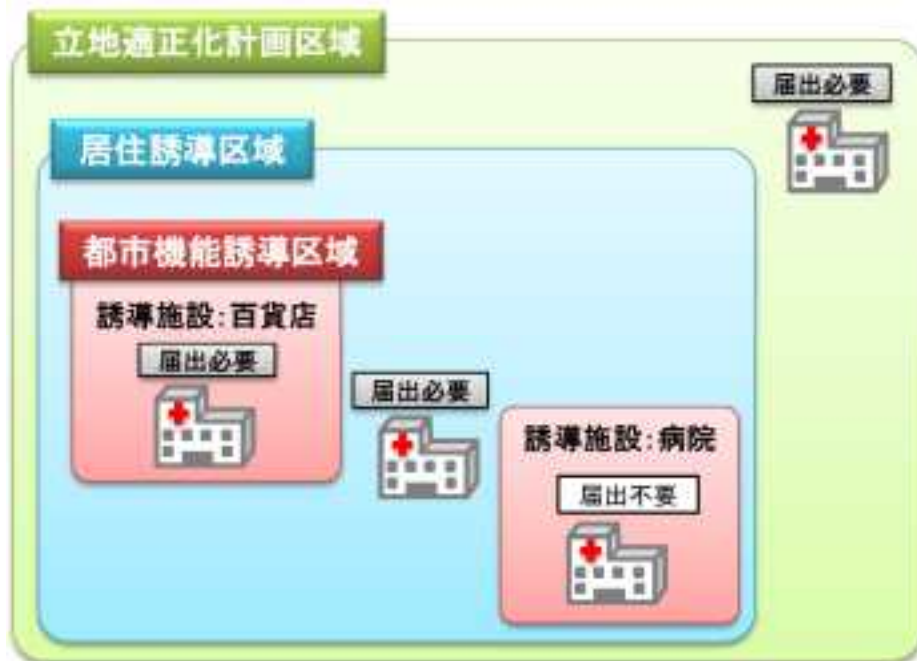 立地適正化計画区域
届出必要
居住誘導区域
都市機能誘導区域
誘導施設:百貨店
届出必要
届出必要
誘導施設:病院
届出不要